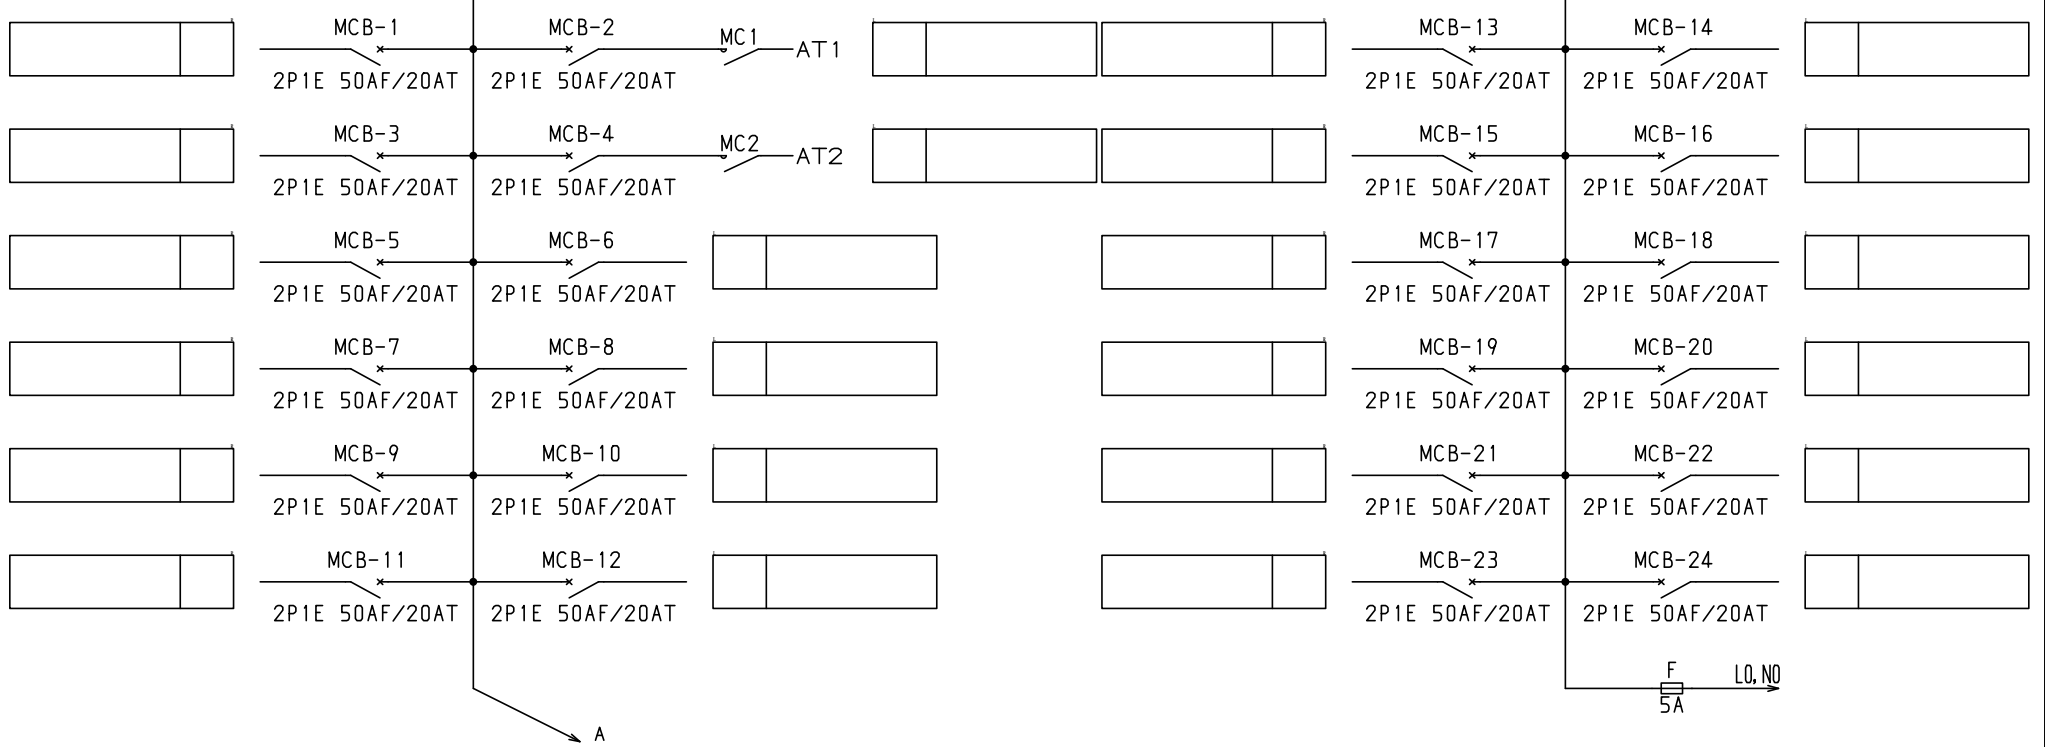 MCB-1 MCB-2 MC1 AT1 MCB-13 MCB-14
2P1E 50AF/20AT 2P1E 50AF/20AT 2P1E 50AF/20AT 2P1E 50AF/20AT
MCB-3 MCB-4 MC2 AT2 MCB-15 MCB-16
2P1E 50AF/20AT 2P1E 50AF/20AT 2P1E 50AF/20AT 2P1E 50AF/20AT
MCB-5 MCB-6 MCB-17 MCB-18
2P1E 50AF/20AT 2P1E 50AF/20AT 2P1E 50AF/20AT 2P1E 50AF/20AT
MCB-7 MCB-8 MCB-19 MCB-20
2P1E 50AF/20AT 2P1E 50AF/20AT 2P1E 50AF/20AT 2P1E 50AF/20AT
MCB-9 MCB-10 MCB-21 MCB-22
2P1E 50AF/20AT 2P1E 50AF/20AT 2P1E 50AF/20AT 2P1E 50AF/20AT
MCB-11 MCB-12 MCB-23 MCB-24
2P1E 50AF/20AT 2P1E 50AF/20AT 2P1E 50AF/20AT 2P1E 50AF/20AT
F L0,N0
5A
A